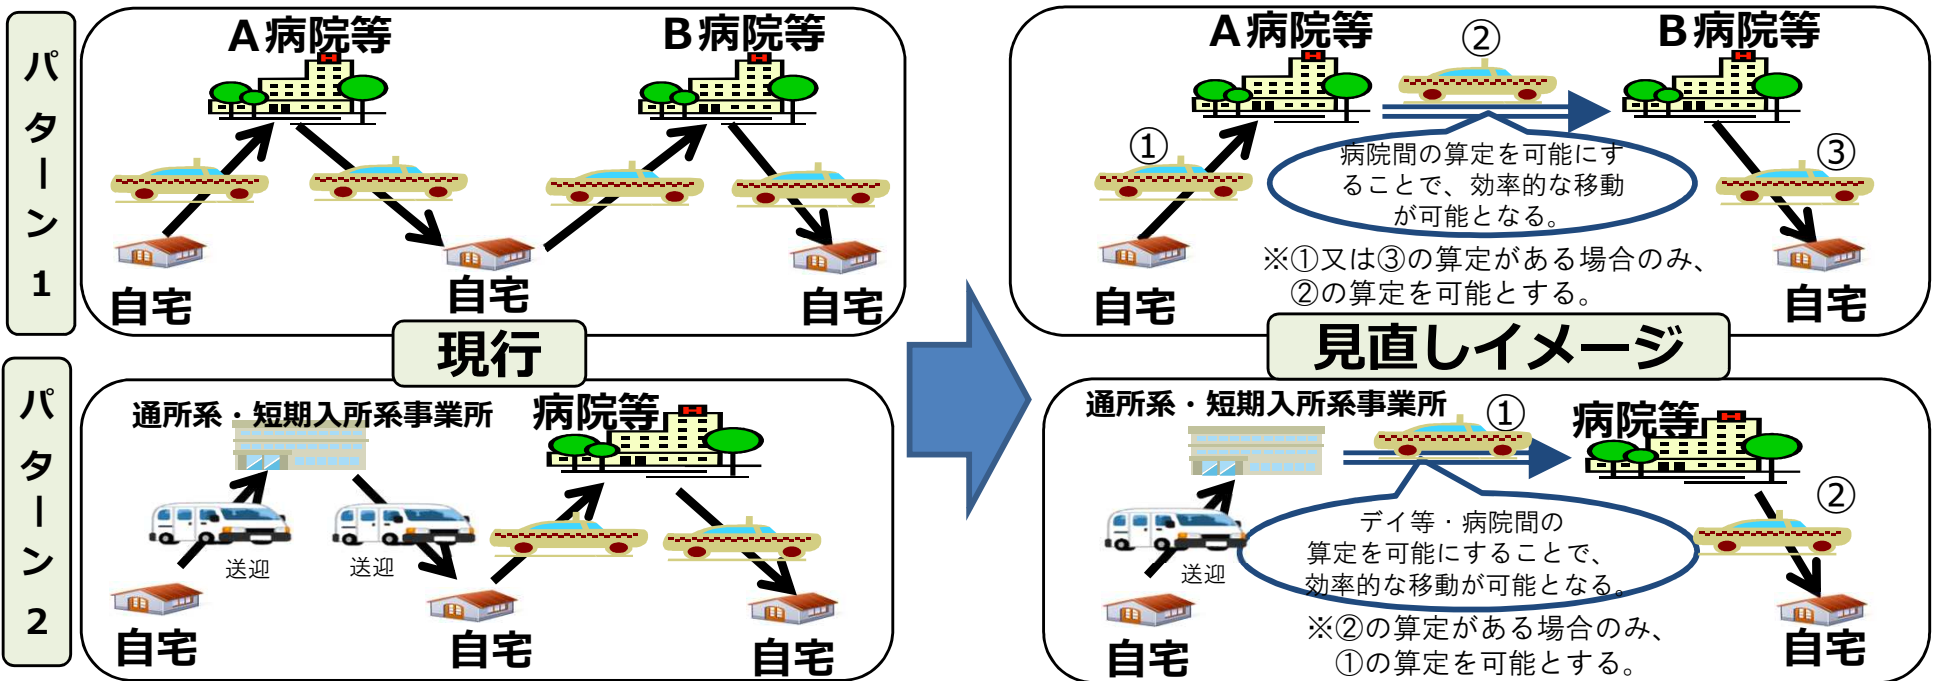 パターン1
A病院等
B病院等
自宅
自宅
自宅
現行
パターン2
通所系・短期入所系事業所
病院等
送迎
送迎
自宅
自宅
自宅
A病院等
②
B病院等
①
病院間の算定を可能にす
ることで、効率的な移動
が可能となる。
③
※①又は③の算定がある場合のみ、
②の算定を可能とする。
自宅
自宅
見直しイメージ
通所系・短期入所系事業所
①
病院等
②
デイ等・病院間の
算定を可能にすることで、
効率的な移動が可能となる。
送迎
※②の算定がある場合のみ、
①の算定を可能とする。
自宅
自宅